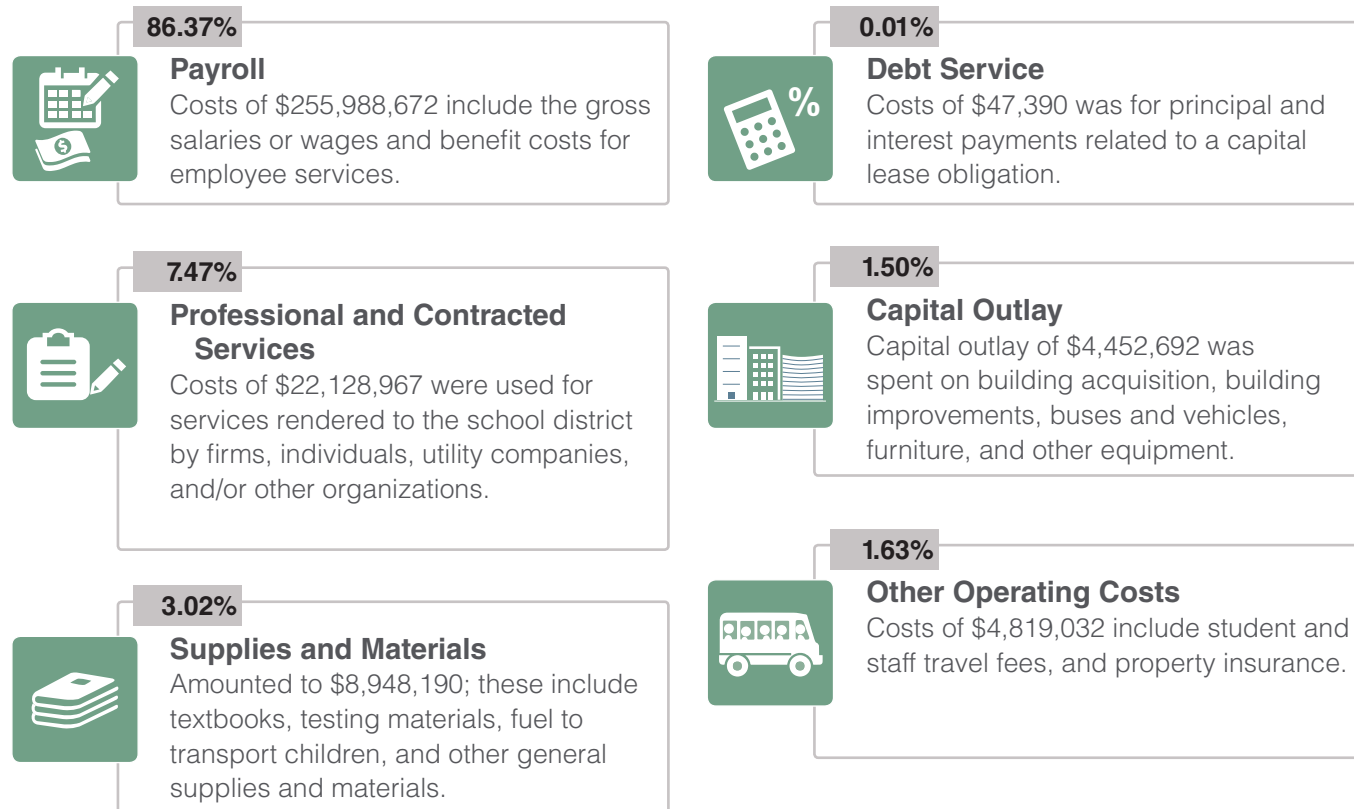 86.37%
Payroll
Costs of $255,988,672 include the gross
salaries or wages and benefit costs for
employee services.
7.47%
Professional and Contracted
Services
Costs of $22,128,967 were used for
services rendered to the school district
by firms, individuals, utility companies,
and/or other organizations.
3.02%
Supplies and Materials
Amounted to $8,948,190; these include
textbooks, testing materials, fuel to
transport children, and other general
supplies and materials.
0.01%
%
Debt Service
Costs of $47,390 was for principal and
interest payments related to a capital
lease obligation.
1.50%
Capital Outlay
Capital outlay of $4,452,692 was
spent on building acquisition, building
improvements, buses and vehicles,
furniture, and other equipment.
1.63%
Other Operating Costs
Costs of $4,819,032 include student and
staff travel fees, and property insurance.